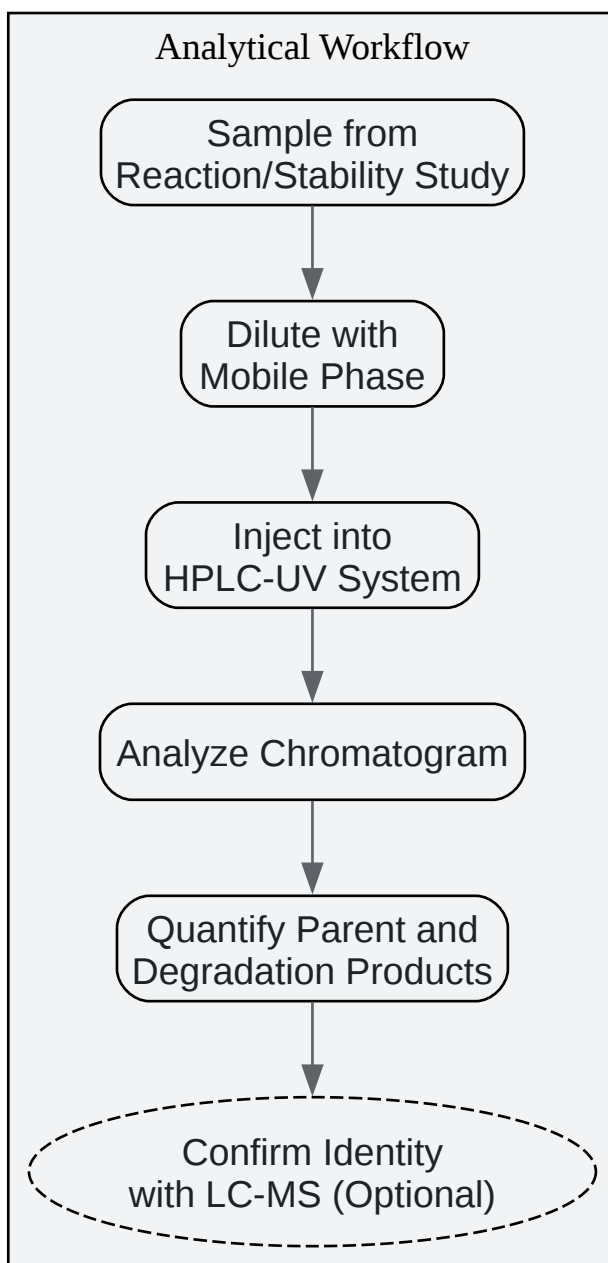 Analytical Workflow
Sample from
Reaction/Stability Study
Dilute with
Mobile Phase
Inject into
HPLC-UV System
Analyze Chromatogram
Quantify Parent and
Degradation Products
Confirm Identity
with LC-MS (Optional)